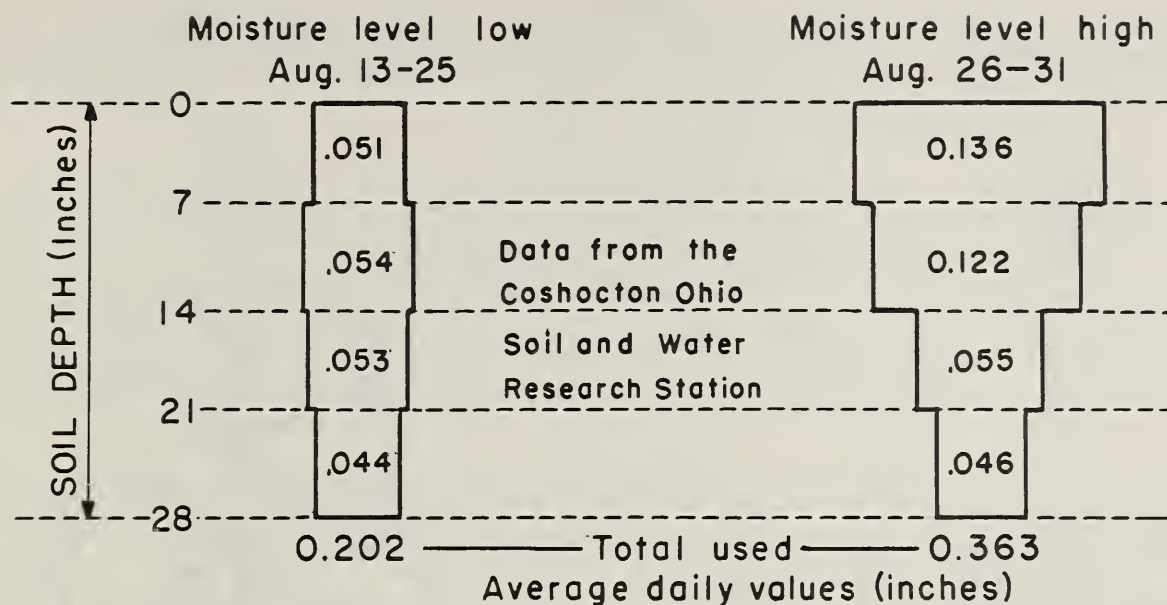 Moisture level low
Aug. 13-25
Moisture level high
Aug. 26-31
SOIL DEPTH (Inches)
0
.051
0.136
7
.054
Data from the
Coshocton Ohio
0.122
14
.053
Soil and Water
Research Station
.055
21
.044
.046
28
0.202 Total used 0.363
Average daily values (inches)